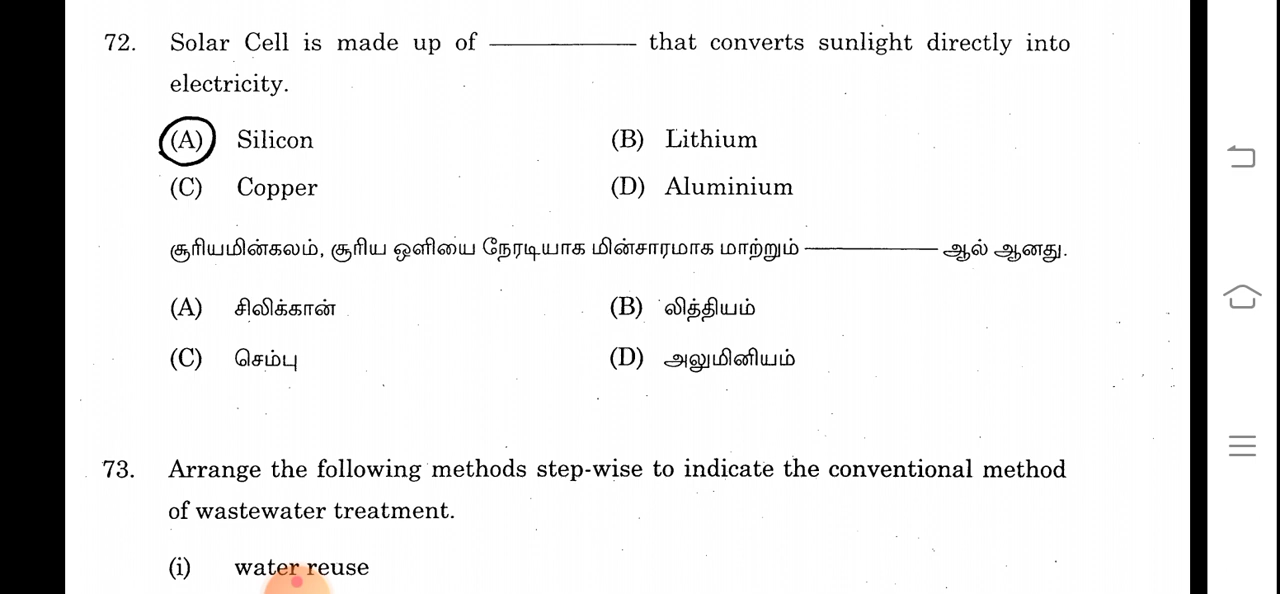 72. Solar Cell is made up of ———— that converts sunlight directly into
electricity.
(A) Silicon (B) Lithium
(C) Copper (D) Aluminium
சூரியமின்கலம், சூரிய ஒளியை நேரடியாக மின்சாரமாக மாற்றும் ———— ஆல் ஆனது.
(A) சிலிக்கான் (B) லித்தியம்
(C) செம்பு (D) அலுமினியம்
73. Arrange the following methods step-wise to indicate the conventional method
of wastewater treatment.
(i) water reuse